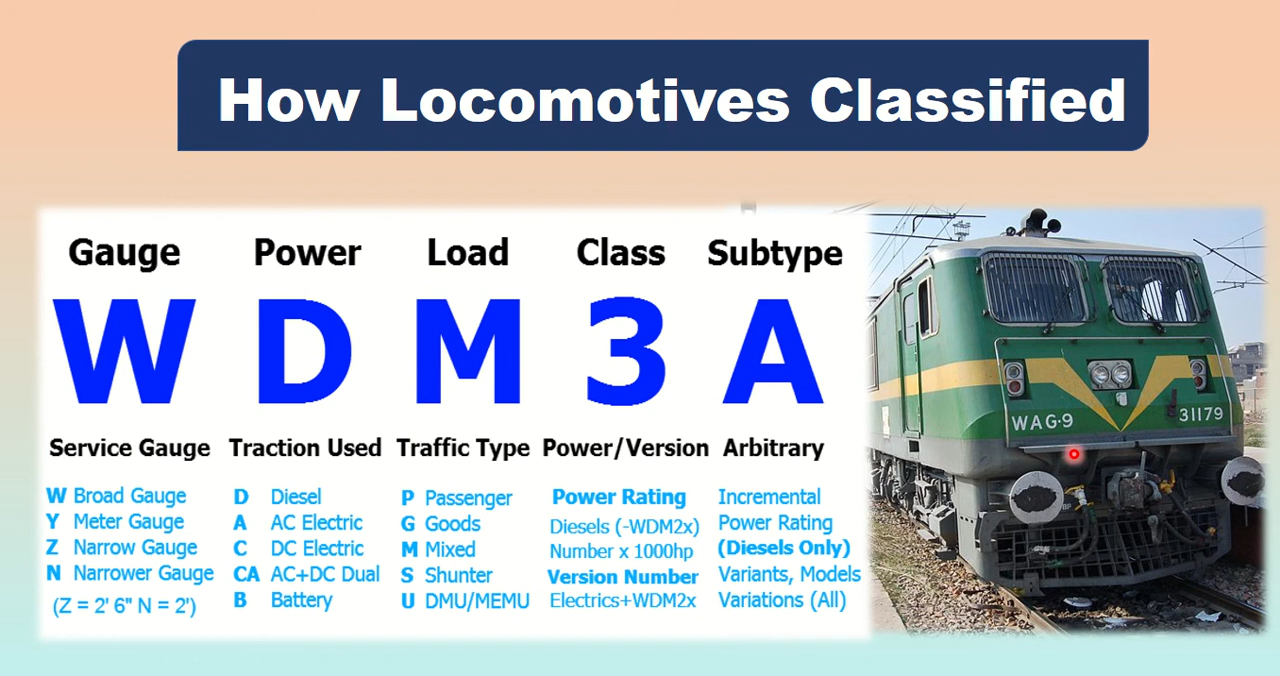 How Locomotives Classified
Gauge Power Load Class Subtype
W D M 3 A
Service Gauge Traction Used Traffic Type Power/Version Arbitrary
W Broad Gauge D Diesel P Passenger Power Rating Incremental
Y Meter Gauge A AC Electric G Goods Diesels (-WDM2x) Power Rating
Z Narrow Gauge C DC Electric M Mixed Number x 1000hp (Diesels Only)
N Narrower Gauge CA AC+DC Dual S Shunter Version Number Variants, Models
(Z = 2' 6" N = 2') B Battery U DMU/MEMU Electrics+WDM2x Variations (All)
WAG-9 31179
BP